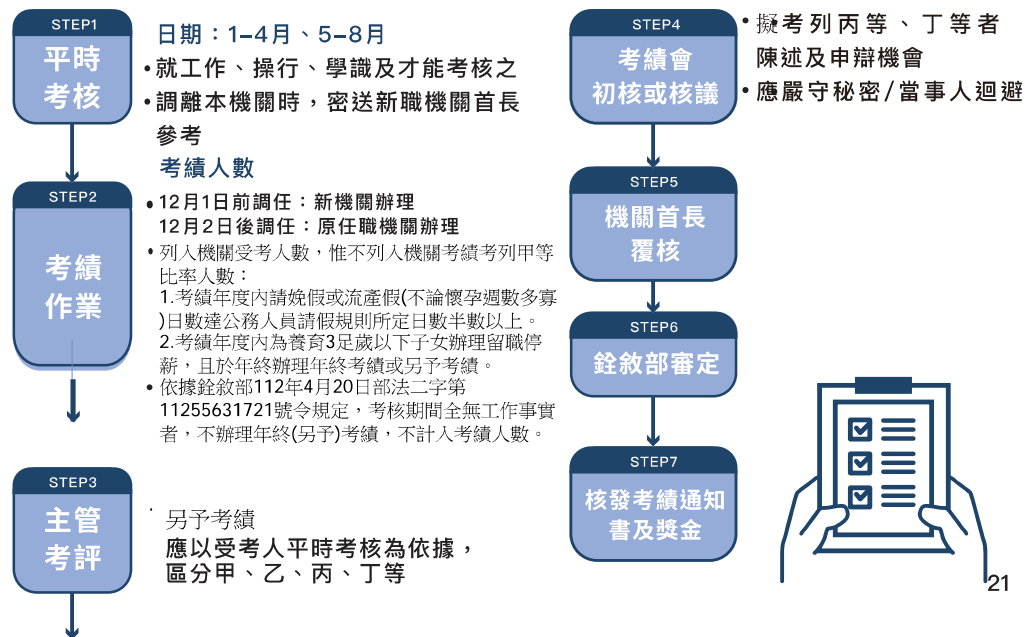 STEP1
平時
考核
日期：1–4月、5–8月
•就工作、操行、學識及才能考核之
•調離本機關時，密送新職機關首長
參考
考績人數
STEP2
考績
作業
•12月1日前調任：新機關辦理
12月2日後調任：原任職機關辦理
•列入機關受考人數，惟不列入機關考績考列甲等
比率人數：
1.考績年度內請娩假或流產假(不論懷孕週數多寡
)日數達公務人員請假規則所定日數半數以上。
2.考績年度內為養育3足歲以下子女辦理留職停
薪，且於年終辦理年終考績或另予考績。
•依據銓敘部112年4月20日部法二字第
11255631721號令規定，考核期間全無工作事實
者，不辦理年終(另予)考績，不計入考績人數。
STEP3
主管
考評
另予考績
應以受考人平時考核為依據，
區分甲、乙、丙、丁等
STEP4
考績會
初核或核議
•擬考列丙等、丁等者
陳述及申辯機會
•應嚴守秘密/當事人迴避
STEP5
機關首長
覆核
STEP6
銓敘部審定
STEP7
核發考績通知
書及獎金
21